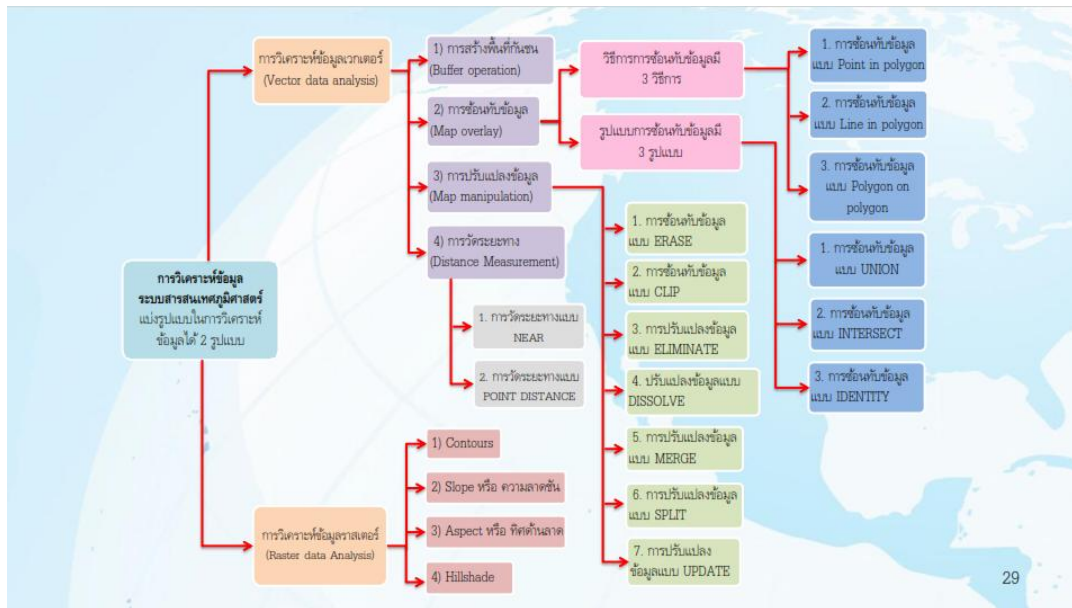 การวิเคราะห์ข้อมูล
ระบบสารสนเทศภูมิศาสตร์
แบ่งรูปแบบในการวิเคราะห์
ข้อมูลได้ 2 รูปแบบ
การวิเคราะห์ข้อมูลเวกเตอร์
(Vector data analysis)
1) การสร้างพื้นที่กันชน
(Buffer operation)
2) การซ้อนทับข้อมูล
(Map overlay)
3) การปรับแปลงข้อมูล
(Map manipulation)
4) การวัดระยะทาง
(Distance Measurement)
1. การวัดระยะทางแบบ
NEAR
2. การวัดระยะทางแบบ
POINT DISTANCE
วิธีการการซ้อนทับข้อมูลมี
3 วิธีการ
รูปแบบการซ้อนทับข้อมูลมี
3 รูปแบบ
1. การซ้อนทับข้อมูล
แบบ Point in polygon
2. การซ้อนทับข้อมูล
แบบ Line in polygon
3. การซ้อนทับข้อมูล
แบบ Polygon on
polygon
1. การซ้อนทับข้อมูล
แบบ UNION
2. การซ้อนทับข้อมูล
แบบ INTERSECT
3. การซ้อนทับข้อมูล
แบบ IDENTITY
1. การซ้อนทับข้อมูล
แบบ ERASE
2. การซ้อนทับข้อมูล
แบบ CLIP
3. การปรับแปลงข้อมูล
แบบ ELIMINATE
4. ปรับแปลงข้อมูลแบบ
DISSOLVE
5. การปรับแปลงข้อมูล
แบบ MERGE
6. การปรับแปลงข้อมูล
แบบ SPLIT
7. การปรับแปลง
ข้อมูลแบบ UPDATE
การวิเคราะห์ข้อมูลราสเตอร์
(Raster data Analysis)
1) Contours
2) Slope หรือ ความลาดชัน
3) Aspect หรือ ทิศด้านลาด
4) Hillshade
29